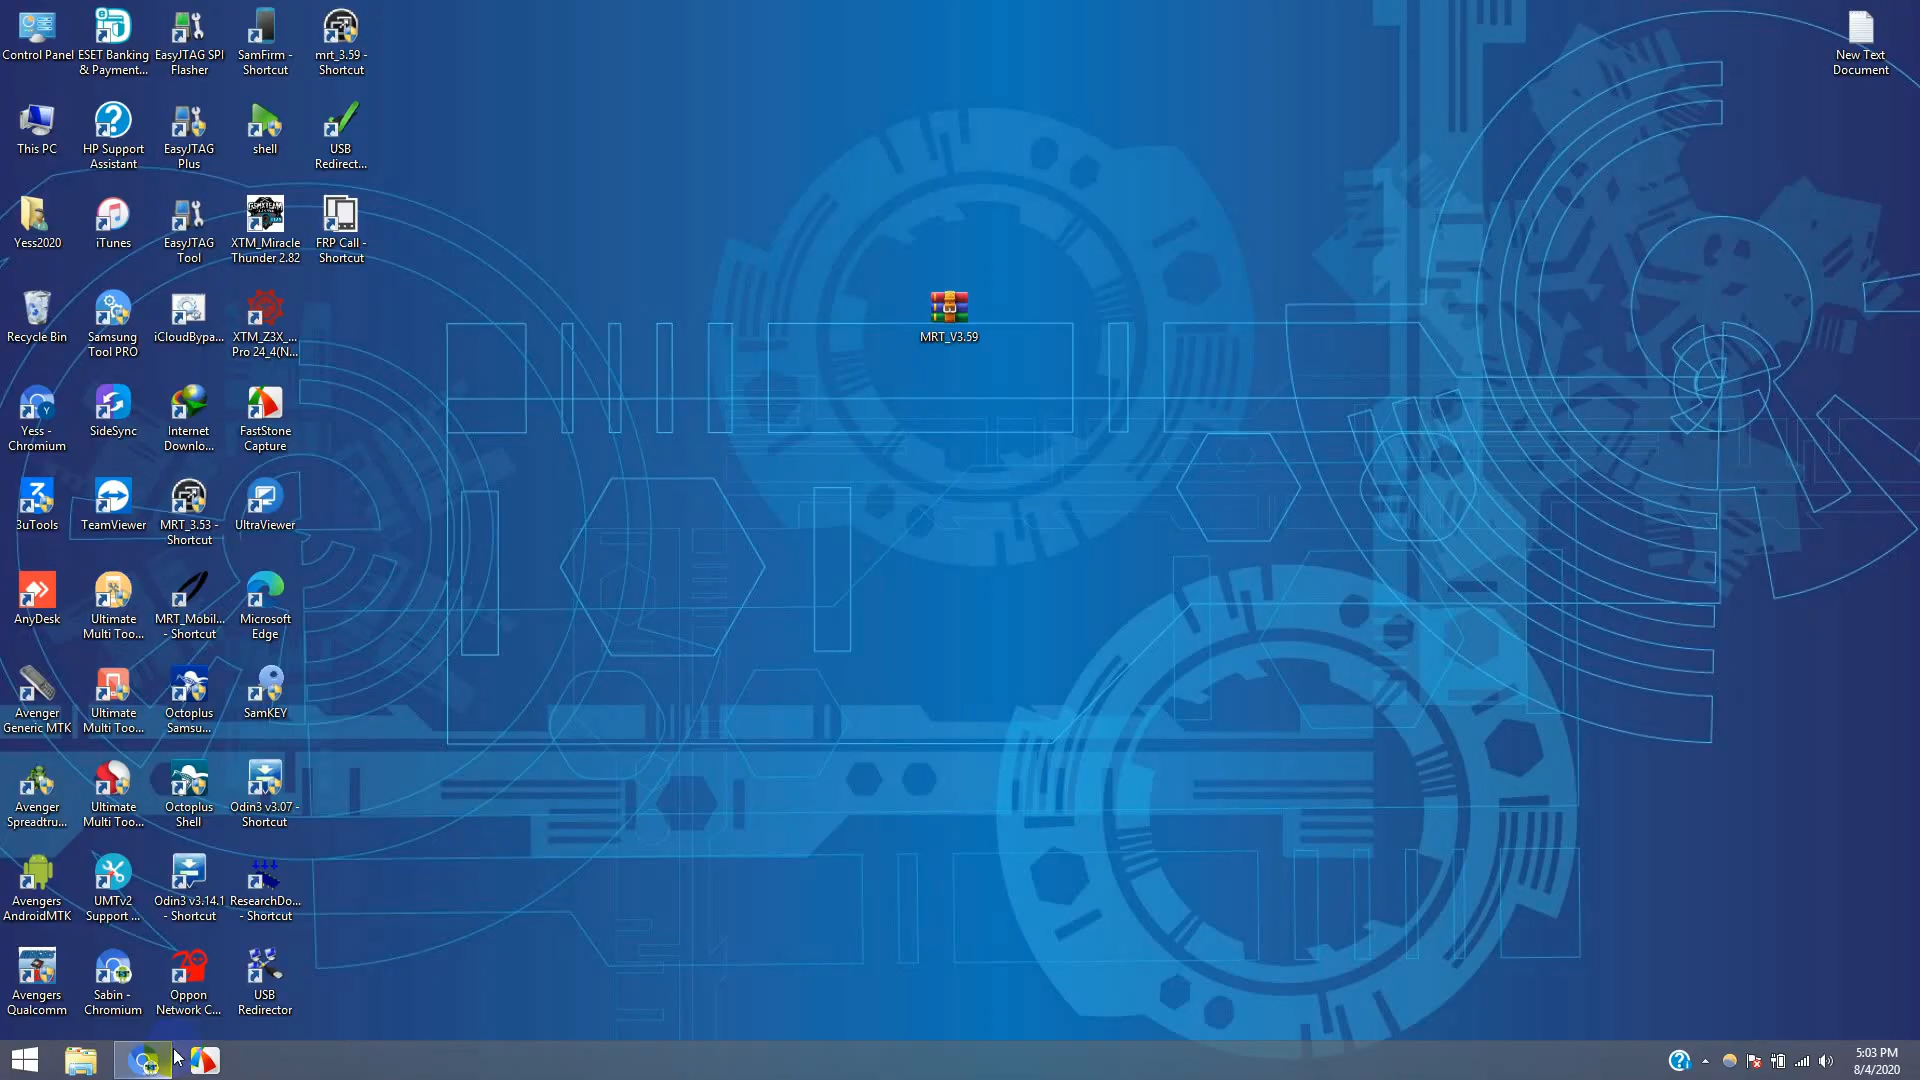 Control Panel
ESET Banking
& Payment...
EasyJTAG SPI
Flasher
SamFirm -
Shortcut
mrt_3.59 -
Shortcut
New Text
Document
This PC
HP Support
Assistant
EasyJTAG
Plus
shell
USB
Redirect...
Yess2020
iTunes
EasyJTAG
Tool
XTM_Miracle
Thunder 2.82
FRP Call -
Shortcut
Recycle Bin
Samsung
Tool PRO
iCloudBypa...
XTM_Z3X_...
Pro 24_4(N...
MRT_V3.59
Yess -
Chromium
SideSync
Internet
Downlo...
FastStone
Capture
3uTools
TeamViewer
MRT_3.53 -
Shortcut
UltraViewer
AnyDesk
Ultimate
Multi Too...
MRT_Mobil...
- Shortcut
Microsoft
Edge
Avenger
Generic MTK
Ultimate
Multi Too...
Octoplus
Samsu...
SamKEY
Avenger
Spreadtru...
Ultimate
Multi Too...
Octoplus
Shell
Odin3 v3.07 -
Shortcut
Avengers
AndroidMTK
UMTv2
Support ...
Odin3 v3.14.1
- Shortcut
ResearchDo...
- Shortcut
Avengers
Qualcomm
Sabin -
Chromium
Oppon
Network C...
USB
Redirector
5:03 PM
8/4/2020